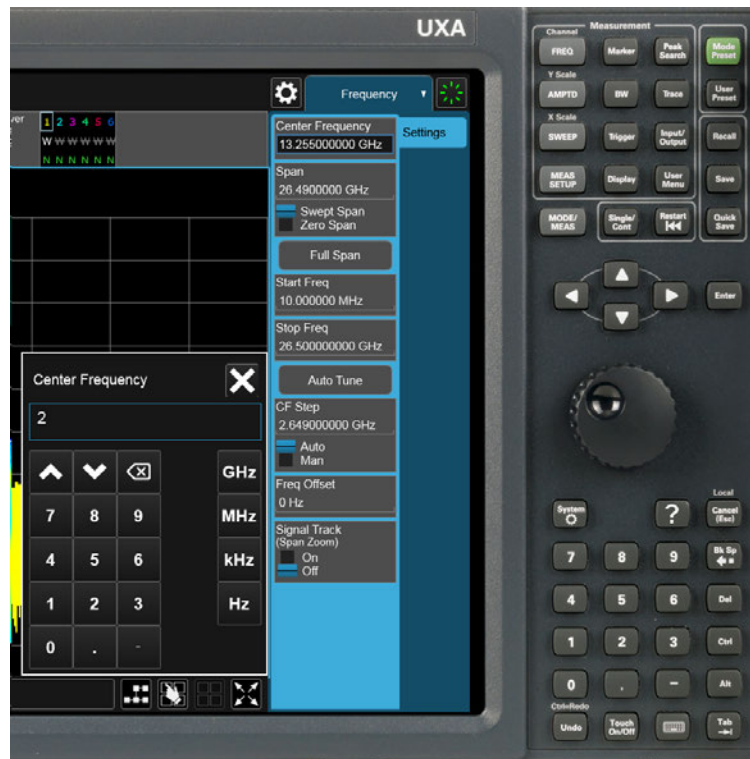 UXA
Frequency
Center Frequency
13.255000000 GHz
Settings
Span
26.4900000 GHz
Swept Span
Zero Span
Full Span
Start Freq
10.000000 MHz
Stop Freq
26.500000000 GHz
Auto Tune
CF Step
2.649000000 GHz
Auto
Man
Freq Offset
0 Hz
Signal Track
(Span Zoom)
On
Off
1 2 3 4 5 6
W W W W W W
N N N N N N
Center Frequency
2
GHz
7 8 9 MHz
4 5 6 kHz
1 2 3 Hz
0 . -
Measurement
Channel
FREQ
Marker
Peak
Search
Mode
Preset
Y Scale
AMPTD
BW
Trace
User
Preset
X Scale
SWEEP
Trigger
Input/
Output
Recall
MEAS
SETUP
Display
User
Menu
Save
MODE/
MEAS
Single/
Cont
Restart
Quick
Save
Enter
System
?
Local
Cancel
(Esc)
7 8 9
Bk Sp
4 5 6 Del
1 2 3 Ctrl
0 . - Alt
Ctrl=Redo
Undo
Touch
On/Off
Tab